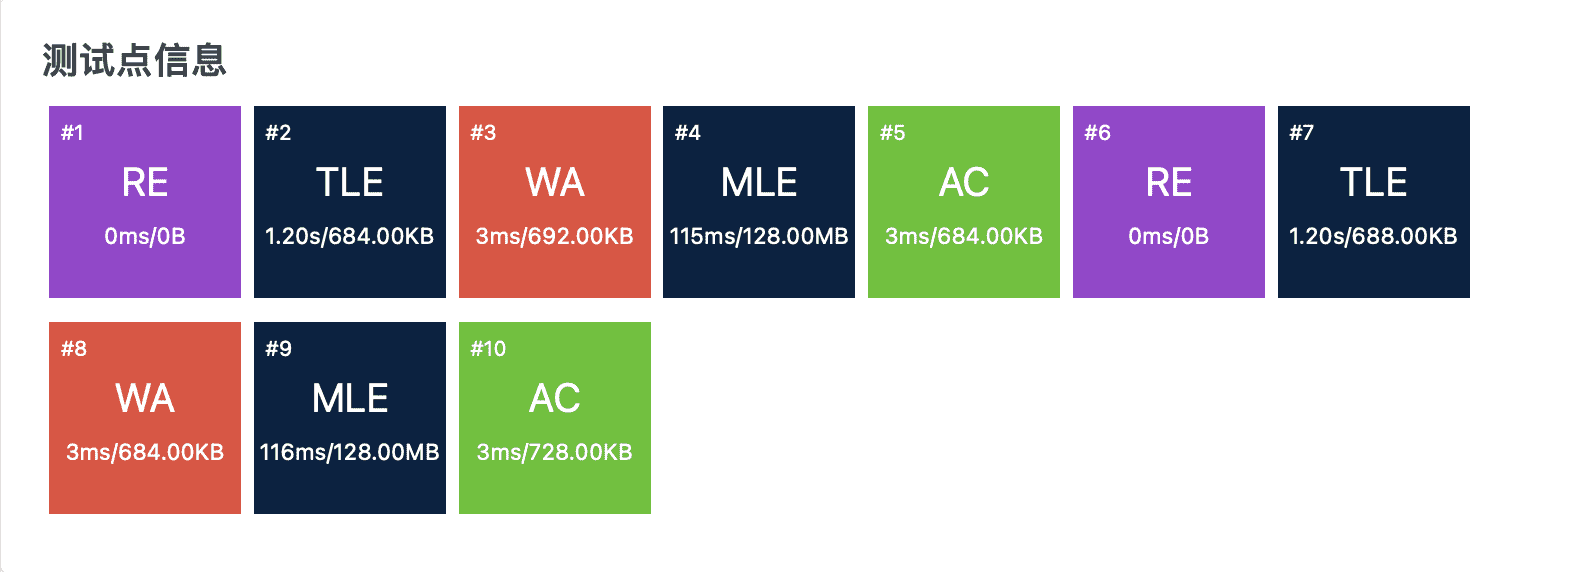 测试点信息
#1
RE
0ms/0B
#2
TLE
1.20s/684.00KB
#3
WA
3ms/692.00KB
#4
MLE
115ms/128.00MB
#5
AC
3ms/684.00KB
#6
RE
0ms/0B
#7
TLE
1.20s/688.00KB
#8
WA
3ms/684.00KB
#9
MLE
116ms/128.00MB
#10
AC
3ms/728.00KB